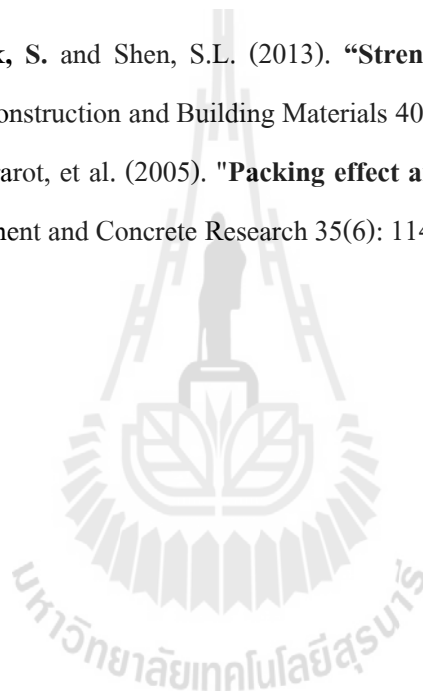 k, S. and Shen, S.L. (2013). “Stren
onstruction and Building Materials 40
arot, et al. (2005). "Packing effect a
ment and Concrete Research 35(6): 114
มหาวิทยาลัยเทคโนโลยีสุรนารี